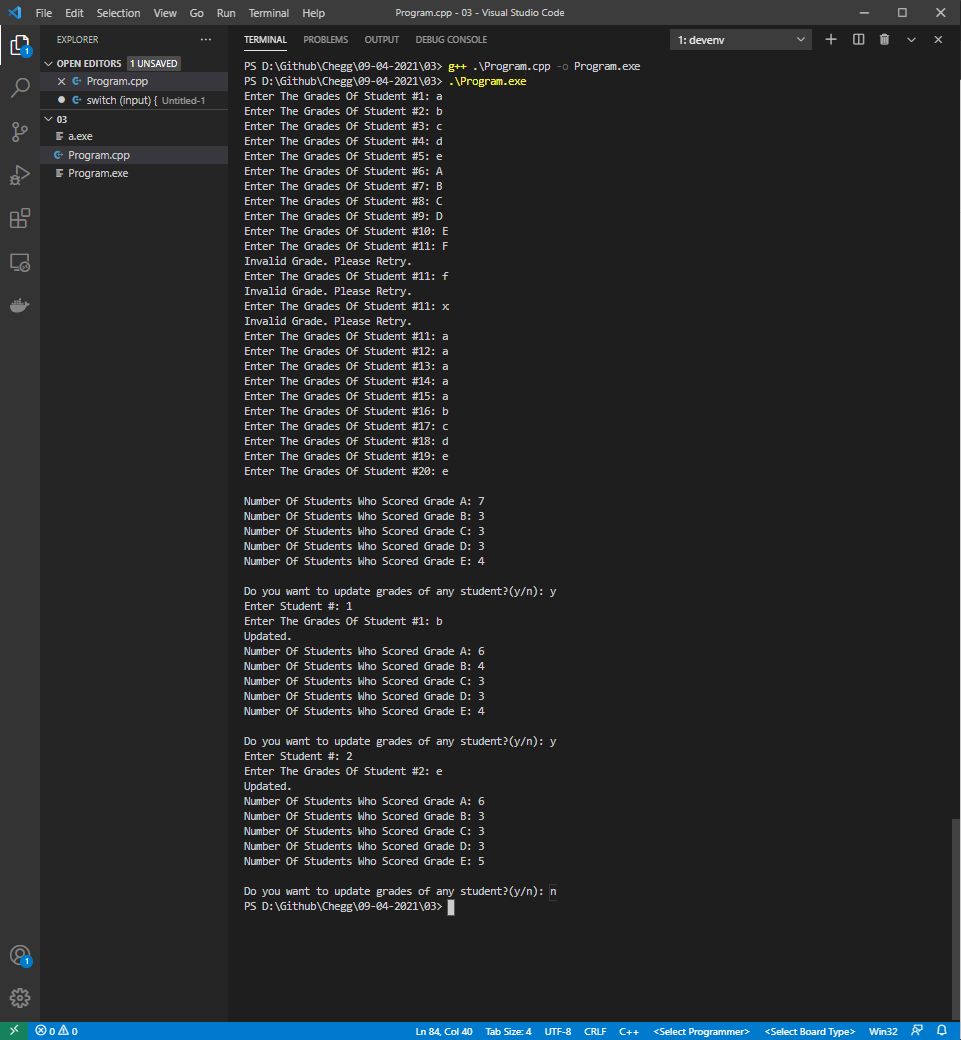 File Edit Selection View Go Run Terminal Help Program.cpp - 03 - Visual Studio Code
EXPLORER ...
OPEN EDITORS 1 UNSAVED
Program.cpp
switch (input) { Untitled-1
03
a.exe
Program.cpp
Program.exe
1
1
TERMINAL PROBLEMS OUTPUT DEBUG CONSOLE 1: devenv
PS D:\Github\Chegg\09-04-2021\03> g++ .\Program.cpp -o Program.exe
PS D:\Github\Chegg\09-04-2021\03> .\Program.exe
Enter The Grades Of Student #1: a
Enter The Grades Of Student #2: b
Enter The Grades Of Student #3: c
Enter The Grades Of Student #4: d
Enter The Grades Of Student #5: e
Enter The Grades Of Student #6: A
Enter The Grades Of Student #7: B
Enter The Grades Of Student #8: C
Enter The Grades Of Student #9: D
Enter The Grades Of Student #10: E
Enter The Grades Of Student #11: F
Invalid Grade. Please Retry.
Enter The Grades Of Student #11: f
Invalid Grade. Please Retry.
Enter The Grades Of Student #11: x
Invalid Grade. Please Retry.
Enter The Grades Of Student #11: a
Enter The Grades Of Student #12: a
Enter The Grades Of Student #13: a
Enter The Grades Of Student #14: a
Enter The Grades Of Student #15: a
Enter The Grades Of Student #16: b
Enter The Grades Of Student #17: c
Enter The Grades Of Student #18: d
Enter The Grades Of Student #19: e
Enter The Grades Of Student #20: e
Number Of Students Who Scored Grade A: 7
Number Of Students Who Scored Grade B: 3
Number Of Students Who Scored Grade C: 3
Number Of Students Who Scored Grade D: 3
Number Of Students Who Scored Grade E: 4
Do you want to update grades of any student?(y/n): y
Enter Student #: 1
Enter The Grades Of Student #1: b
Updated.
Number Of Students Who Scored Grade A: 6
Number Of Students Who Scored Grade B: 4
Number Of Students Who Scored Grade C: 3
Number Of Students Who Scored Grade D: 3
Number Of Students Who Scored Grade E: 4
Do you want to update grades of any student?(y/n): y
Enter Student #: 2
Enter The Grades Of Student #2: e
Updated.
Number Of Students Who Scored Grade A: 6
Number Of Students Who Scored Grade B: 3
Number Of Students Who Scored Grade C: 3
Number Of Students Who Scored Grade D: 3
Number Of Students Who Scored Grade E: 5
Do you want to update grades of any student?(y/n): n
PS D:\Github\Chegg\09-04-2021\03>
0 0 Ln 84, Col 40 Tab Size: 4 UTF-8 CRLF C++ <Select Programmer> <Select Board Type> Win32